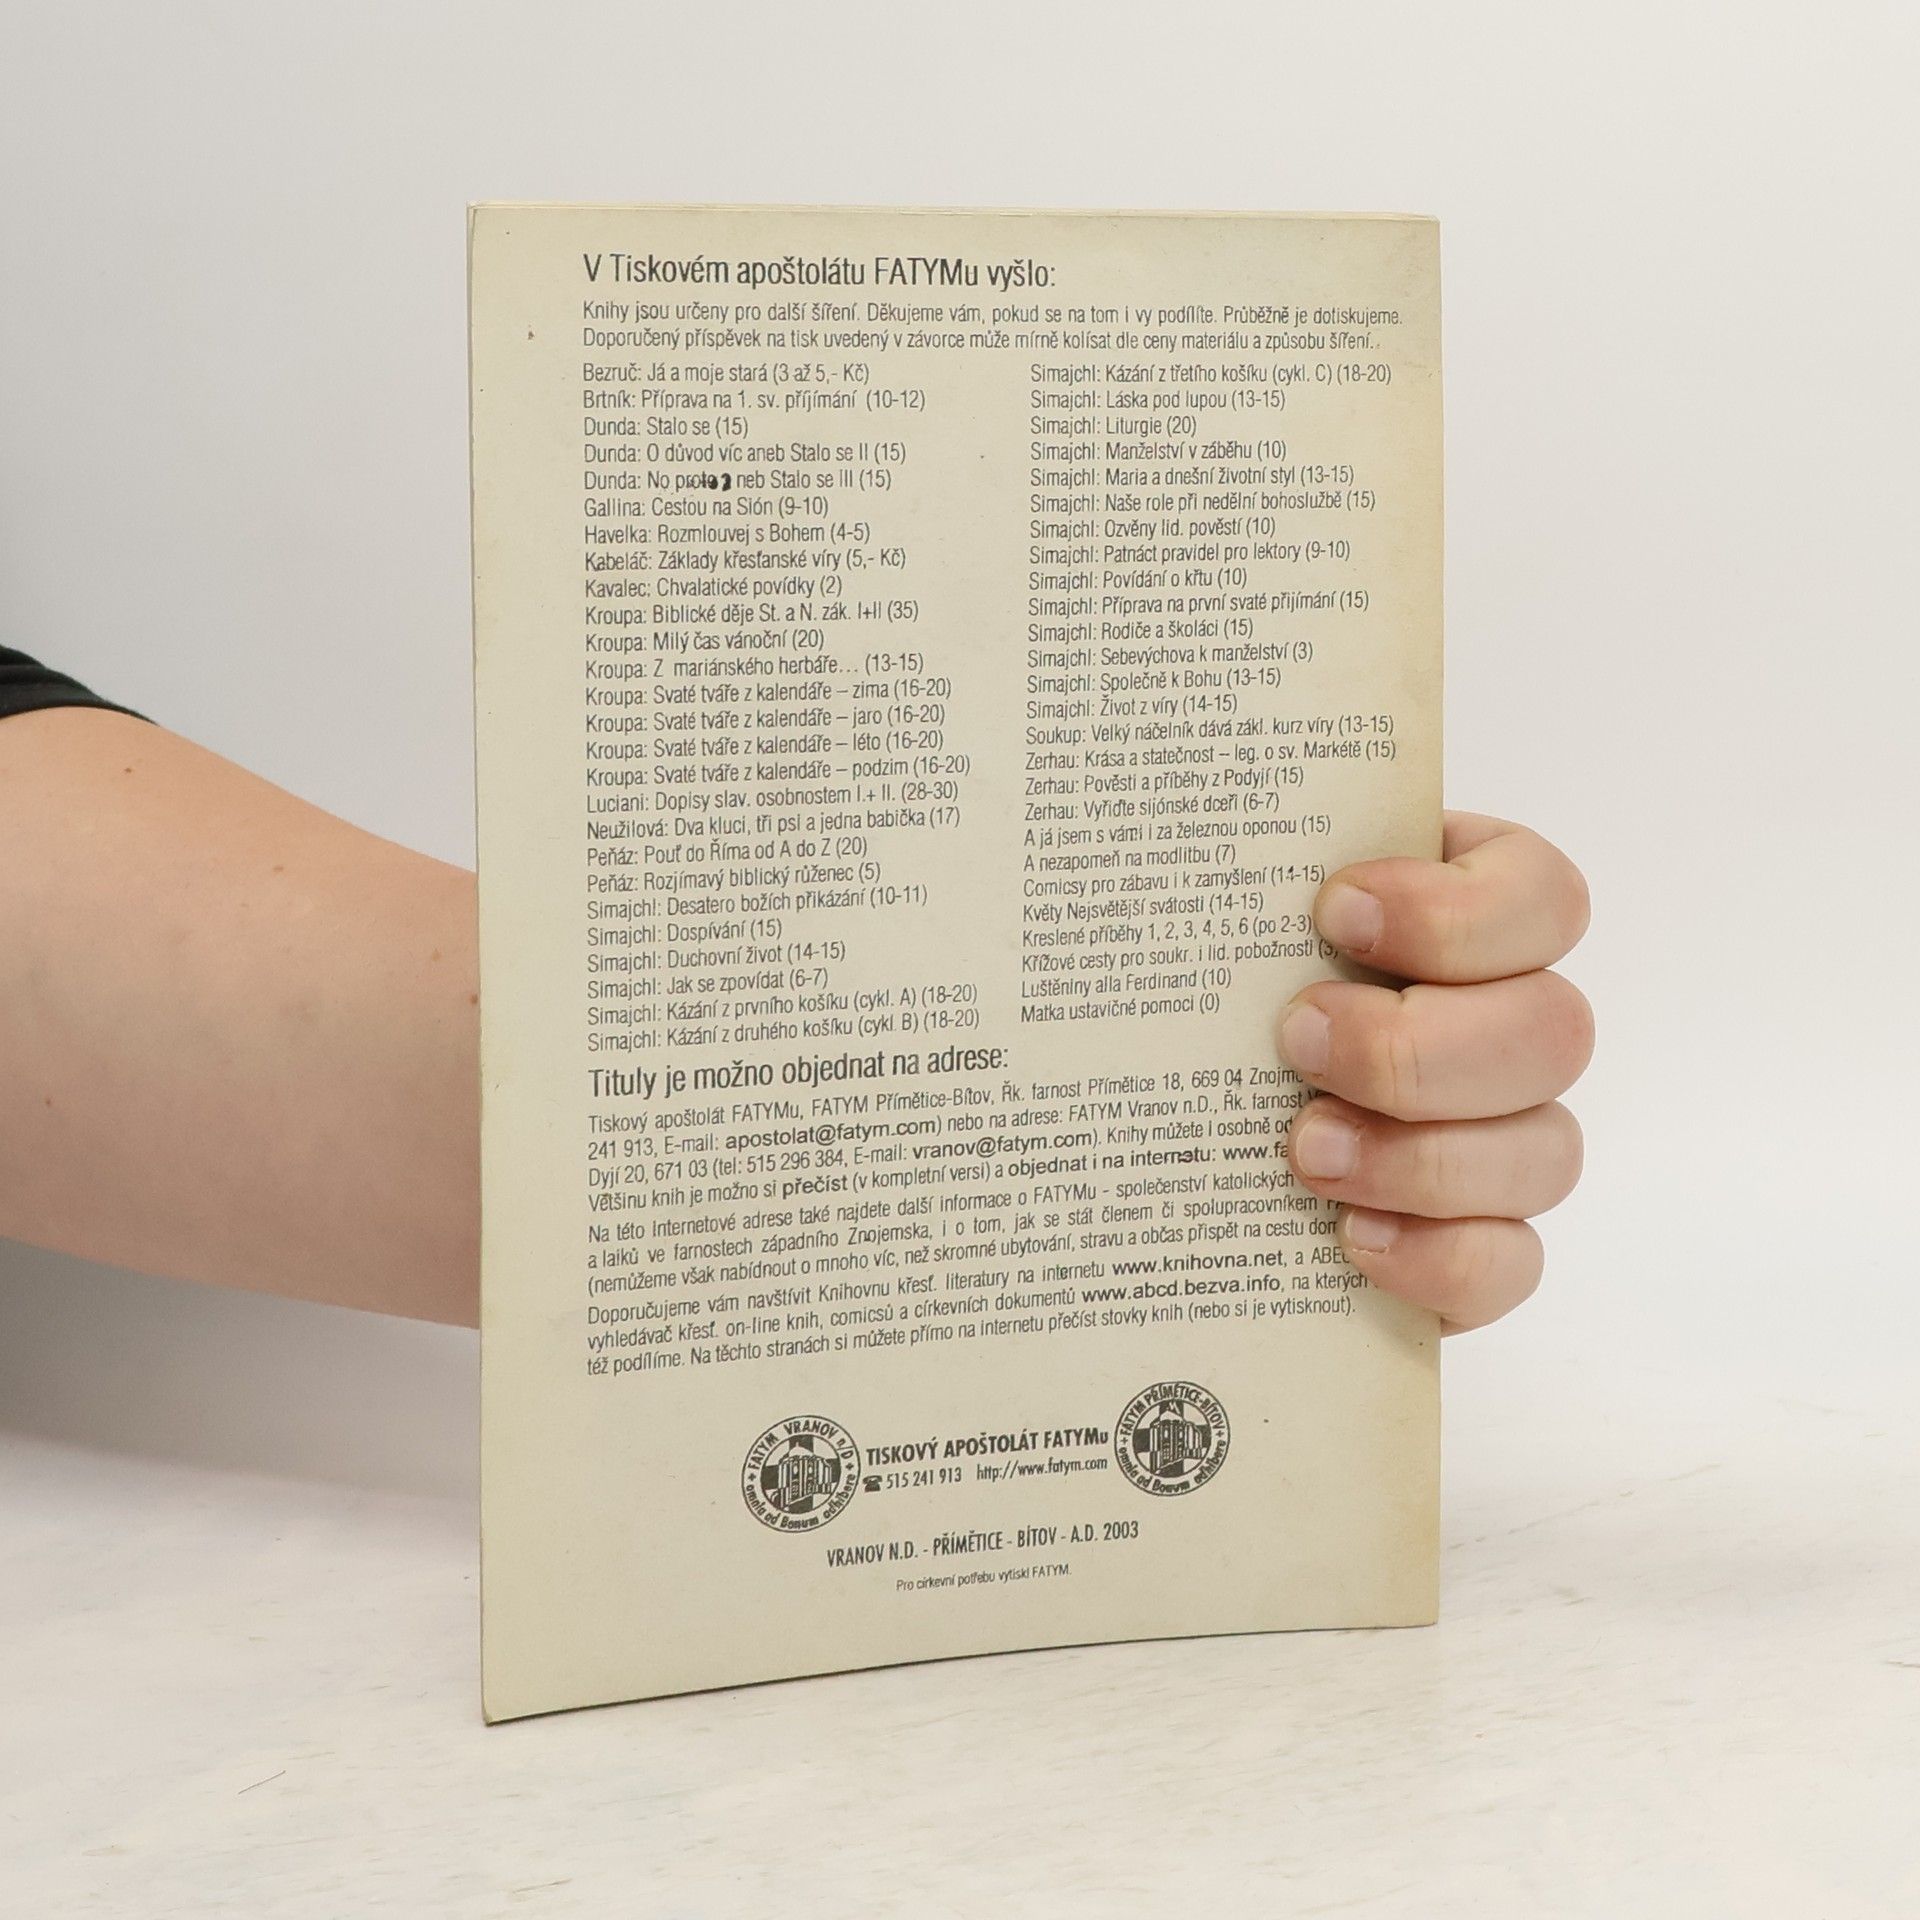 V Tiskovém apoštolátu FATYMu vyšlo:
Knihy jsou určeny pro další šíření. Děkujeme vám, pokud se na tom i vy podílíte. Průběžně je dotiskujeme.
Doporučený příspěvek na tisk uvedený v závorce může mírně kolísat dle ceny materiálu a způsobu šíření.
Bezruč: Já a moje stará (3 až 5,- Kč)
Brtník: Příprava na 1. sv. příjímání (10-12)
Dunda: Stalo se (15)
Dunda: O důvod víc aneb Stalo se II (15)
Dunda: No proto neb Stalo se III (15)
Gallina: Cestou na Sión (9-10)
Havelka: Rozmlouvej s Bohem (4-5)
Kabeláč: Základy křesťanské víry (5,- Kč)
Kavalec: Chvalatické povídky (2)
Kroupa: Biblické děje St. a N. zák. I+II (35)
Kroupa: Milý čas vánoční (20)
Kroupa: Z mariánského herbáře... (13-15)
Kroupa: Svaté tváře z kalendáře – zima (16-20)
Kroupa: Svaté tváře z kalendáře – jaro (16-20)
Kroupa: Svaté tváře z kalendáře – léto (16-20)
Kroupa: Svaté tváře z kalendáře – podzim (16-20)
Luciani: Dopisy slav. osobnostem I.+ II. (28-30)
Neužilová: Dva kluci, tři psi a jedna babička (17)
Peňáz: Pouť do Říma od A do Z (20)
Peňáz: Rozjímavý biblický růženec (5)
Simajchl: Desatero božích přikázání (10-11)
Simajchl: Dospívání (15)
Simajchl: Duchovní život (14-15)
Simajchl: Jak se zpovídat (6-7)
Simajchl: Kázání z prvního košíku (cykl. A) (18-20)
Simajchl: Kázání z druhého košíku (cykl. B) (18-20)
Simajchl: Kázání z třetího košíku (cykl. C) (18-20)
Simajchl: Láska pod lupou (13-15)
Simajchl: Liturgie (20)
Simajchl: Manželství v záběhu (10)
Simajchl: Maria a dnešní životní styl (13-15)
Simajchl: Naše role při nedělní bohoslužbě (15)
Simajchl: Ozvěny lid. pověstí (10)
Simajchl: Patnáct pravidel pro lektory (9-10)
Simajchl: Povídání o křtu (10)
Simajchl: Příprava na první svaté přijímání (15)
Simajchl: Rodiče a školáci (15)
Simajchl: Sebevýchova k manželství (3)
Simajchl: Společně k Bohu (13-15)
Simajchl: Život z víry (14-15)
Soukup: Velký náčelník dává zákl. kurz víry (13-15)
Zerhau: Krása a statečnost – leg. o sv. Markétě (15)
Zerhau: Pověsti a příběhy z Podyjí (15)
Zerhau: Vyřiďte sijónské dceři (6-7)
A já jsem s vámi i za železnou oponou (15)
A nezapomeň na modlitbu (7)
Comicsy pro zábavu i k zamyšlení (14-15)
Květy Nejsvětější svátosti (14-15)
Kreslené příběhy 1, 2, 3, 4, 5, 6 (po 2-3)
Křížové cesty pro soukr. i lid. pobožnosti (3)
Luštěniny alla Ferdinand (10)
Matka ustavičné pomoci (0)
Tituly je možno objednat na adrese:
Tiskový apoštolát FATYMu, FATYM Přímětice-Bítov, Řk. farnost Přímětice 18, 669 04 Znojmo
241 913, E-mail: apostolat@fatym.com) nebo na adrese: FATYM Vranov n.D., Řk. farnost
Dyjí 20, 671 03 (tel: 515 296 384, E-mail: vranov@fatym.com). Knihy můžete i osobně
Většinu knih je možno si přečíst (v kompletní versi) a objednat i na internetu: www.fa
Na této Internetové adrese také najdete další informace o FATYMu - společenství katolických
a laiků ve farnostech západního Znojemska, i o tom, jak se stát členem či spolupracovníkem
(nemůžeme však nabídnout o mnoho víc, než skromné ubytování, stravu a občas přispět na cestu dom
Doporučujeme vám navštívit Knihovnu křesť. literatury na internetu www.knihovna.net, a ABC
vyhledávač křesť. on-line knih, comicsů a církevních dokumentů www.abcd.bezva.info, na kterých
též podílíme. Na těchto stranách si můžete přímo na internetu přečíst stovky knih (nebo si je vytisknout).
FATYM VRANOV n/D
omnia ad Bonum adhibere
TISKOVÝ APOŠTOLÁT FATYMu
☎ 515 241 913 http://www.fatym.com
FATYM PŘÍMĚTICE-BÍTOV
omnia ad Bonum adhibere
VRANOV N.D. - PŘÍMĚTICE - BÍTOV - A.D. 2003
Pro církevní potřebu vytiskl FATYM.